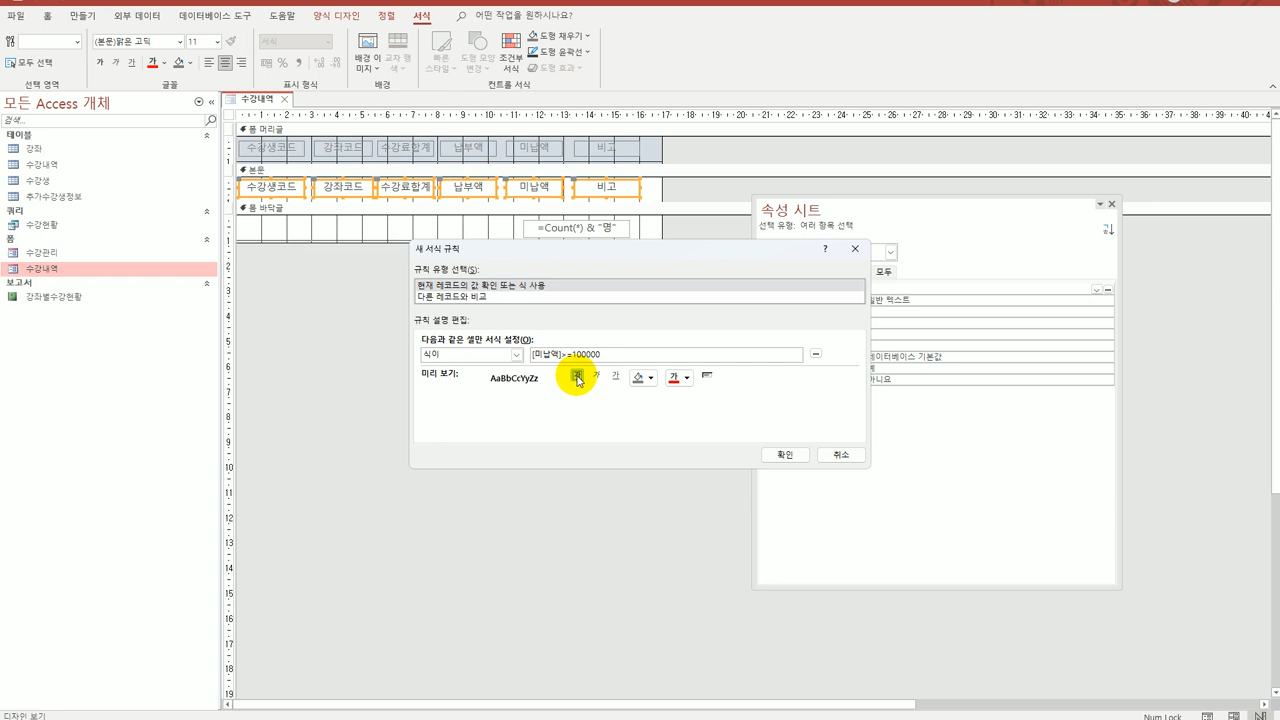 파일 홈 만들기 외부 데이터 데이터베이스 도구 도움말 양식 디자인 정렬 서식 어떤 작업을 원하시나요?
(본문)맑은 고딕 11 서식
모두 선택 가 가 가 가
배경 이미지 교차 행 색 빠른 스타일 도형 모양 변경 조건부 서식 도형 채우기 도형 윤곽선 도형 효과
선택 영역 글꼴 표시 형식 배경 컨트롤 서식
모든 Access 개체
검색...
테이블
강좌
수강내역
수강생
추가수강생정보
쿼리
수강현황
폼
수강관리
수강내역
보고서
강좌별수강현황
수강내역
폼 머리글
수강생코드 강좌코드 수강료합계 납부액 미납액 비고
본문
수강생코드 강좌코드 수강료합계 납부액 미납액 비고
폼 바닥글
=Count(*) & "명"
속성 시트
선택 유형: 여러 항목 선택
모두
일반 텍스트
데이터베이스 기본값
아니요
새 서식 규칙
규칙 유형 선택(S):
현재 레코드의 값 확인 또는 식 사용
다른 레코드와 비교
규칙 설명 편집:
다음과 같은 셀만 서식 설정(O):
식이 [미납액]>=100000
미리 보기: AaBbCcYyZz 가 가 가 가
확인 취소
디자인 보기 Num Lock